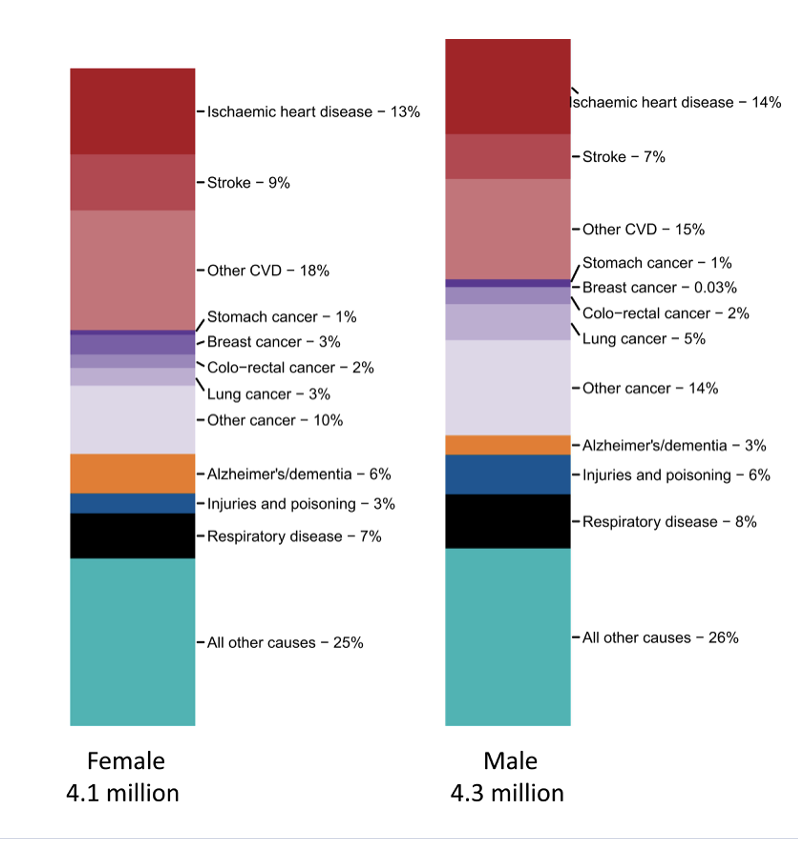 Ischaemic heart disease − 13%
Stroke − 9%
Other CVD − 18%
Stomach cancer − 1%
Breast cancer − 3%
Colo−rectal cancer − 2%
Lung cancer − 3%
Other cancer − 10%
Alzheimer's/dementia − 6%
Injuries and poisoning − 3%
Respiratory disease − 7%
All other causes − 25%
Female
4.1 million
Ischaemic heart disease − 14%
Stroke − 7%
Other CVD − 15%
Stomach cancer − 1%
Breast cancer − 0.03%
Colo−rectal cancer − 2%
Lung cancer − 5%
Other cancer − 14%
Alzheimer's/dementia − 3%
Injuries and poisoning − 6%
Respiratory disease − 8%
All other causes − 26%
Male
4.3 million